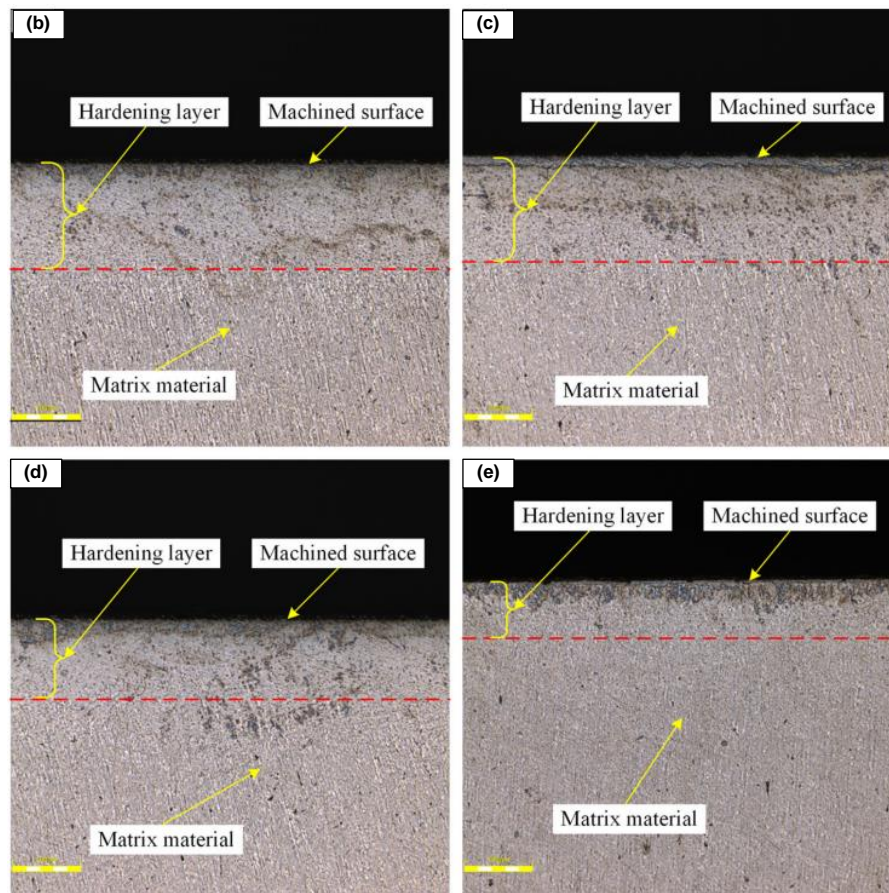 (b)
Hardening layer
Machined surface
Matrix material
(c)
Hardening layer
Machined surface
Matrix material
(d)
Hardening layer
Machined surface
Matrix material
(e)
Hardening layer
Machined surface
Matrix material